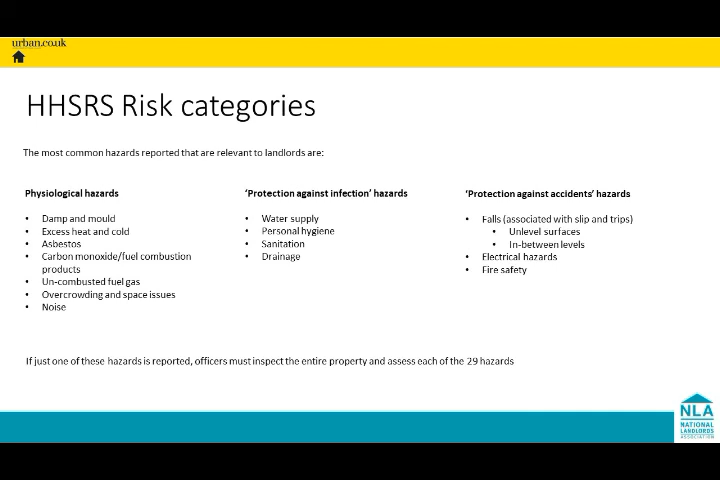 urban.co.uk
HHSRS Risk categories
The most common hazards reported that are relevant to landlords are:
Physiological hazards
• Damp and mould
• Excess heat and cold
• Asbestos
• Carbon monoxide/fuel combustion
products
• Un-combusted fuel gas
• Overcrowding and space issues
• Noise
‘Protection against infection’ hazards
• Water supply
• Personal hygiene
• Sanitation
• Drainage
‘Protection against accidents’ hazards
• Falls (associated with slip and trips)
• Unlevel surfaces
• In-between levels
• Electrical hazards
• Fire safety
If just one of these hazards is reported, officers must inspect the entire property and assess each of the 29 hazards
NLA
NATIONAL
LANDLORDS
ASSOCIATION